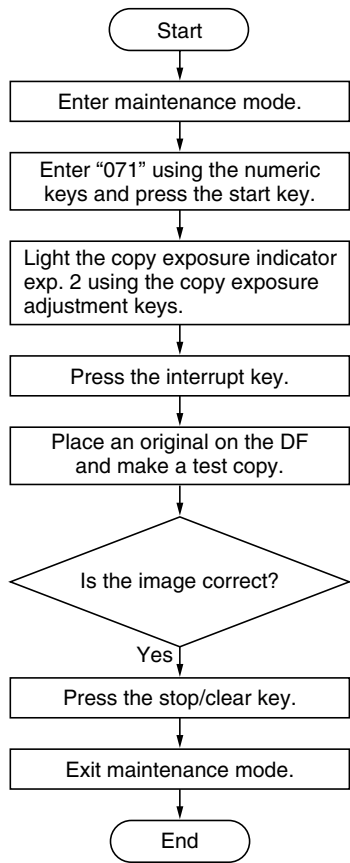 Start
Enter maintenance mode.
Enter “071” using the numeric
keys and press the start key.
Light the copy exposure indicator
exp. 2 using the copy exposure
adjustment keys.
Press the interrupt key.
Place an original on the DF
and make a test copy.
Is the image correct?
Yes
Press the stop/clear key.
Exit maintenance mode.
End